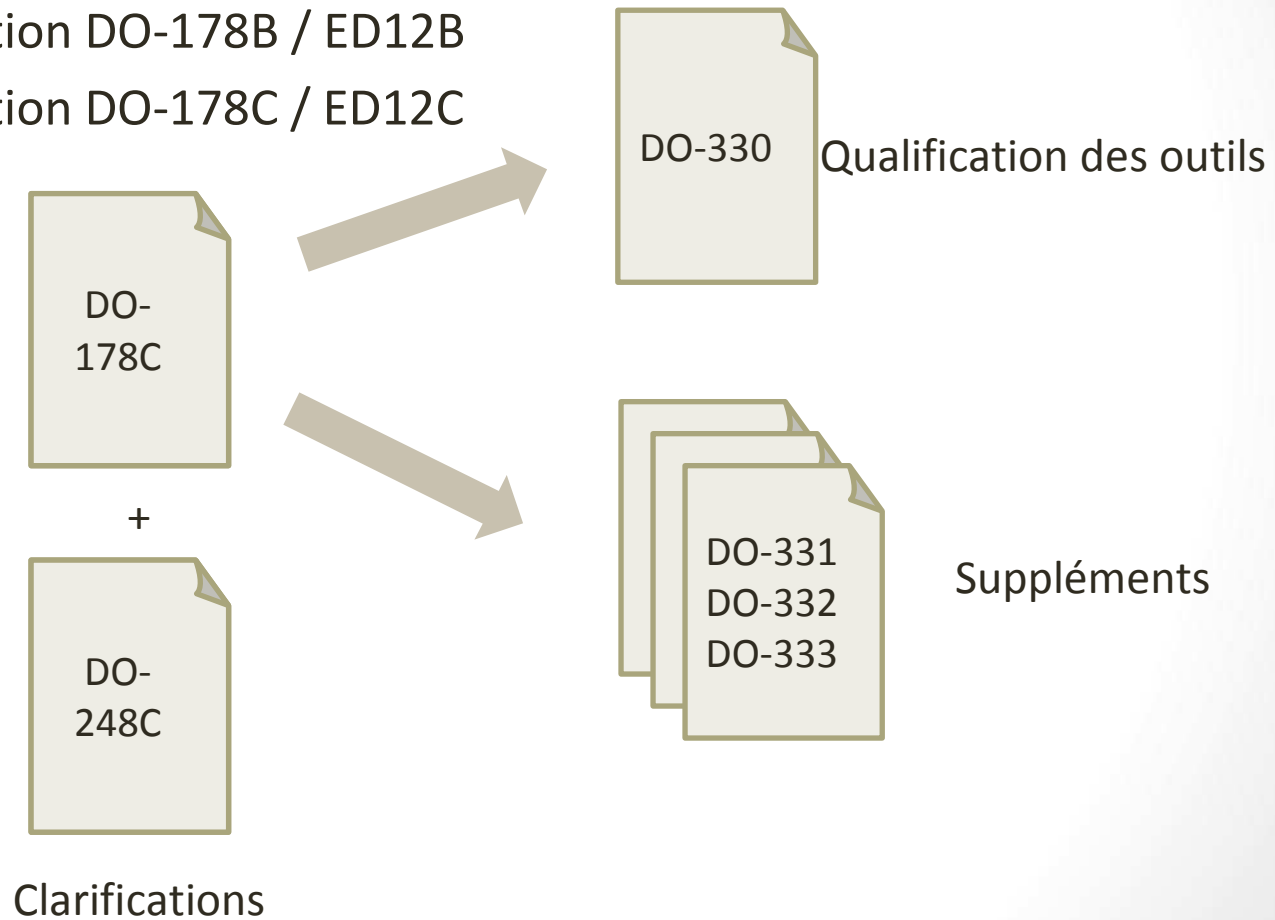 tion DO-178B / ED12B
tion DO-178C / ED12C
DO-330
Qualification des outils
DO-
178C
+
DO-331
DO-332
DO-333
Suppléments
DO-
248C
Clarifications